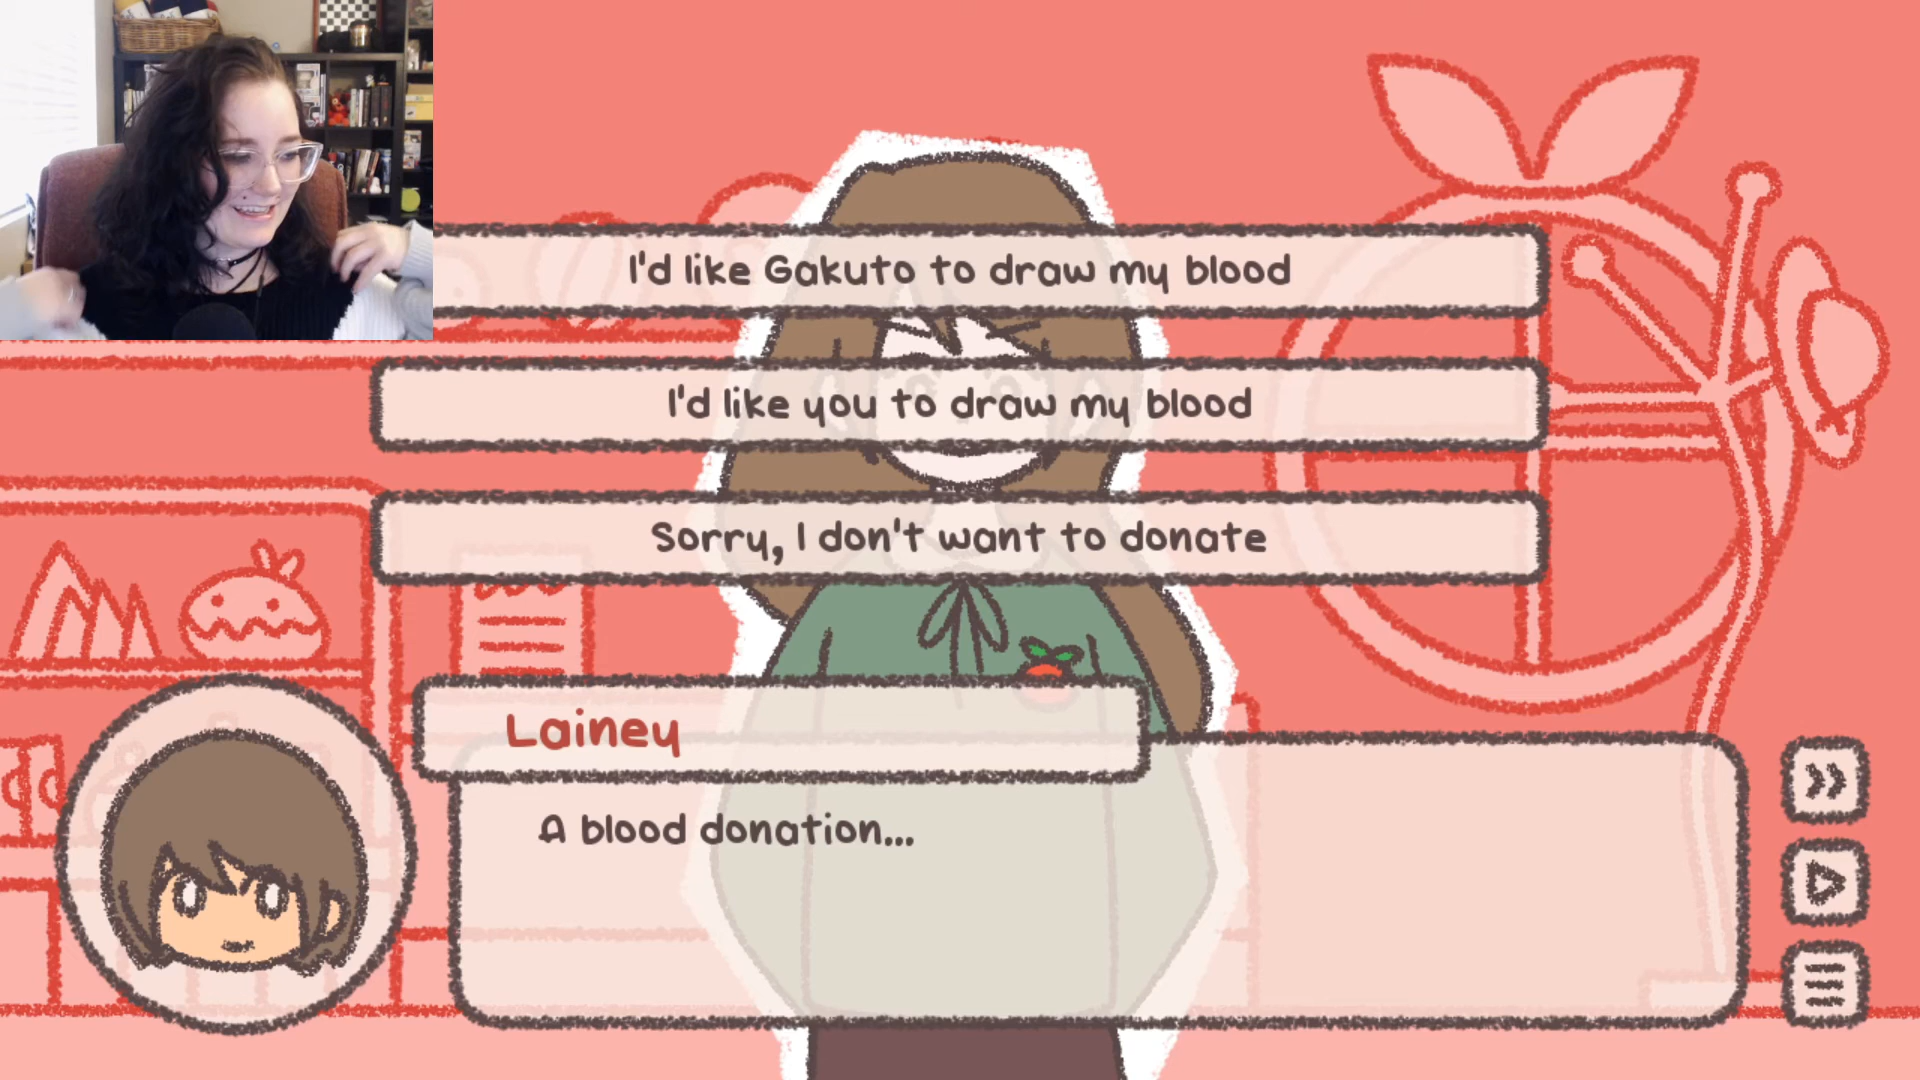 I'd like Gakuto to draw my blood
I'd like you to draw my blood
Sorry, I don't want to donate
Lainey
A blood donation...